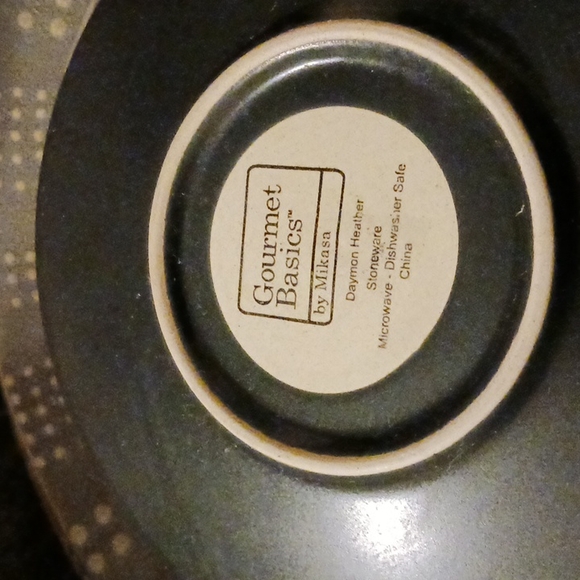 Gourmet
Basics™
by Mikasa
Daymon Heather
Stoneware
Microwave - Dishwasher Safe
China